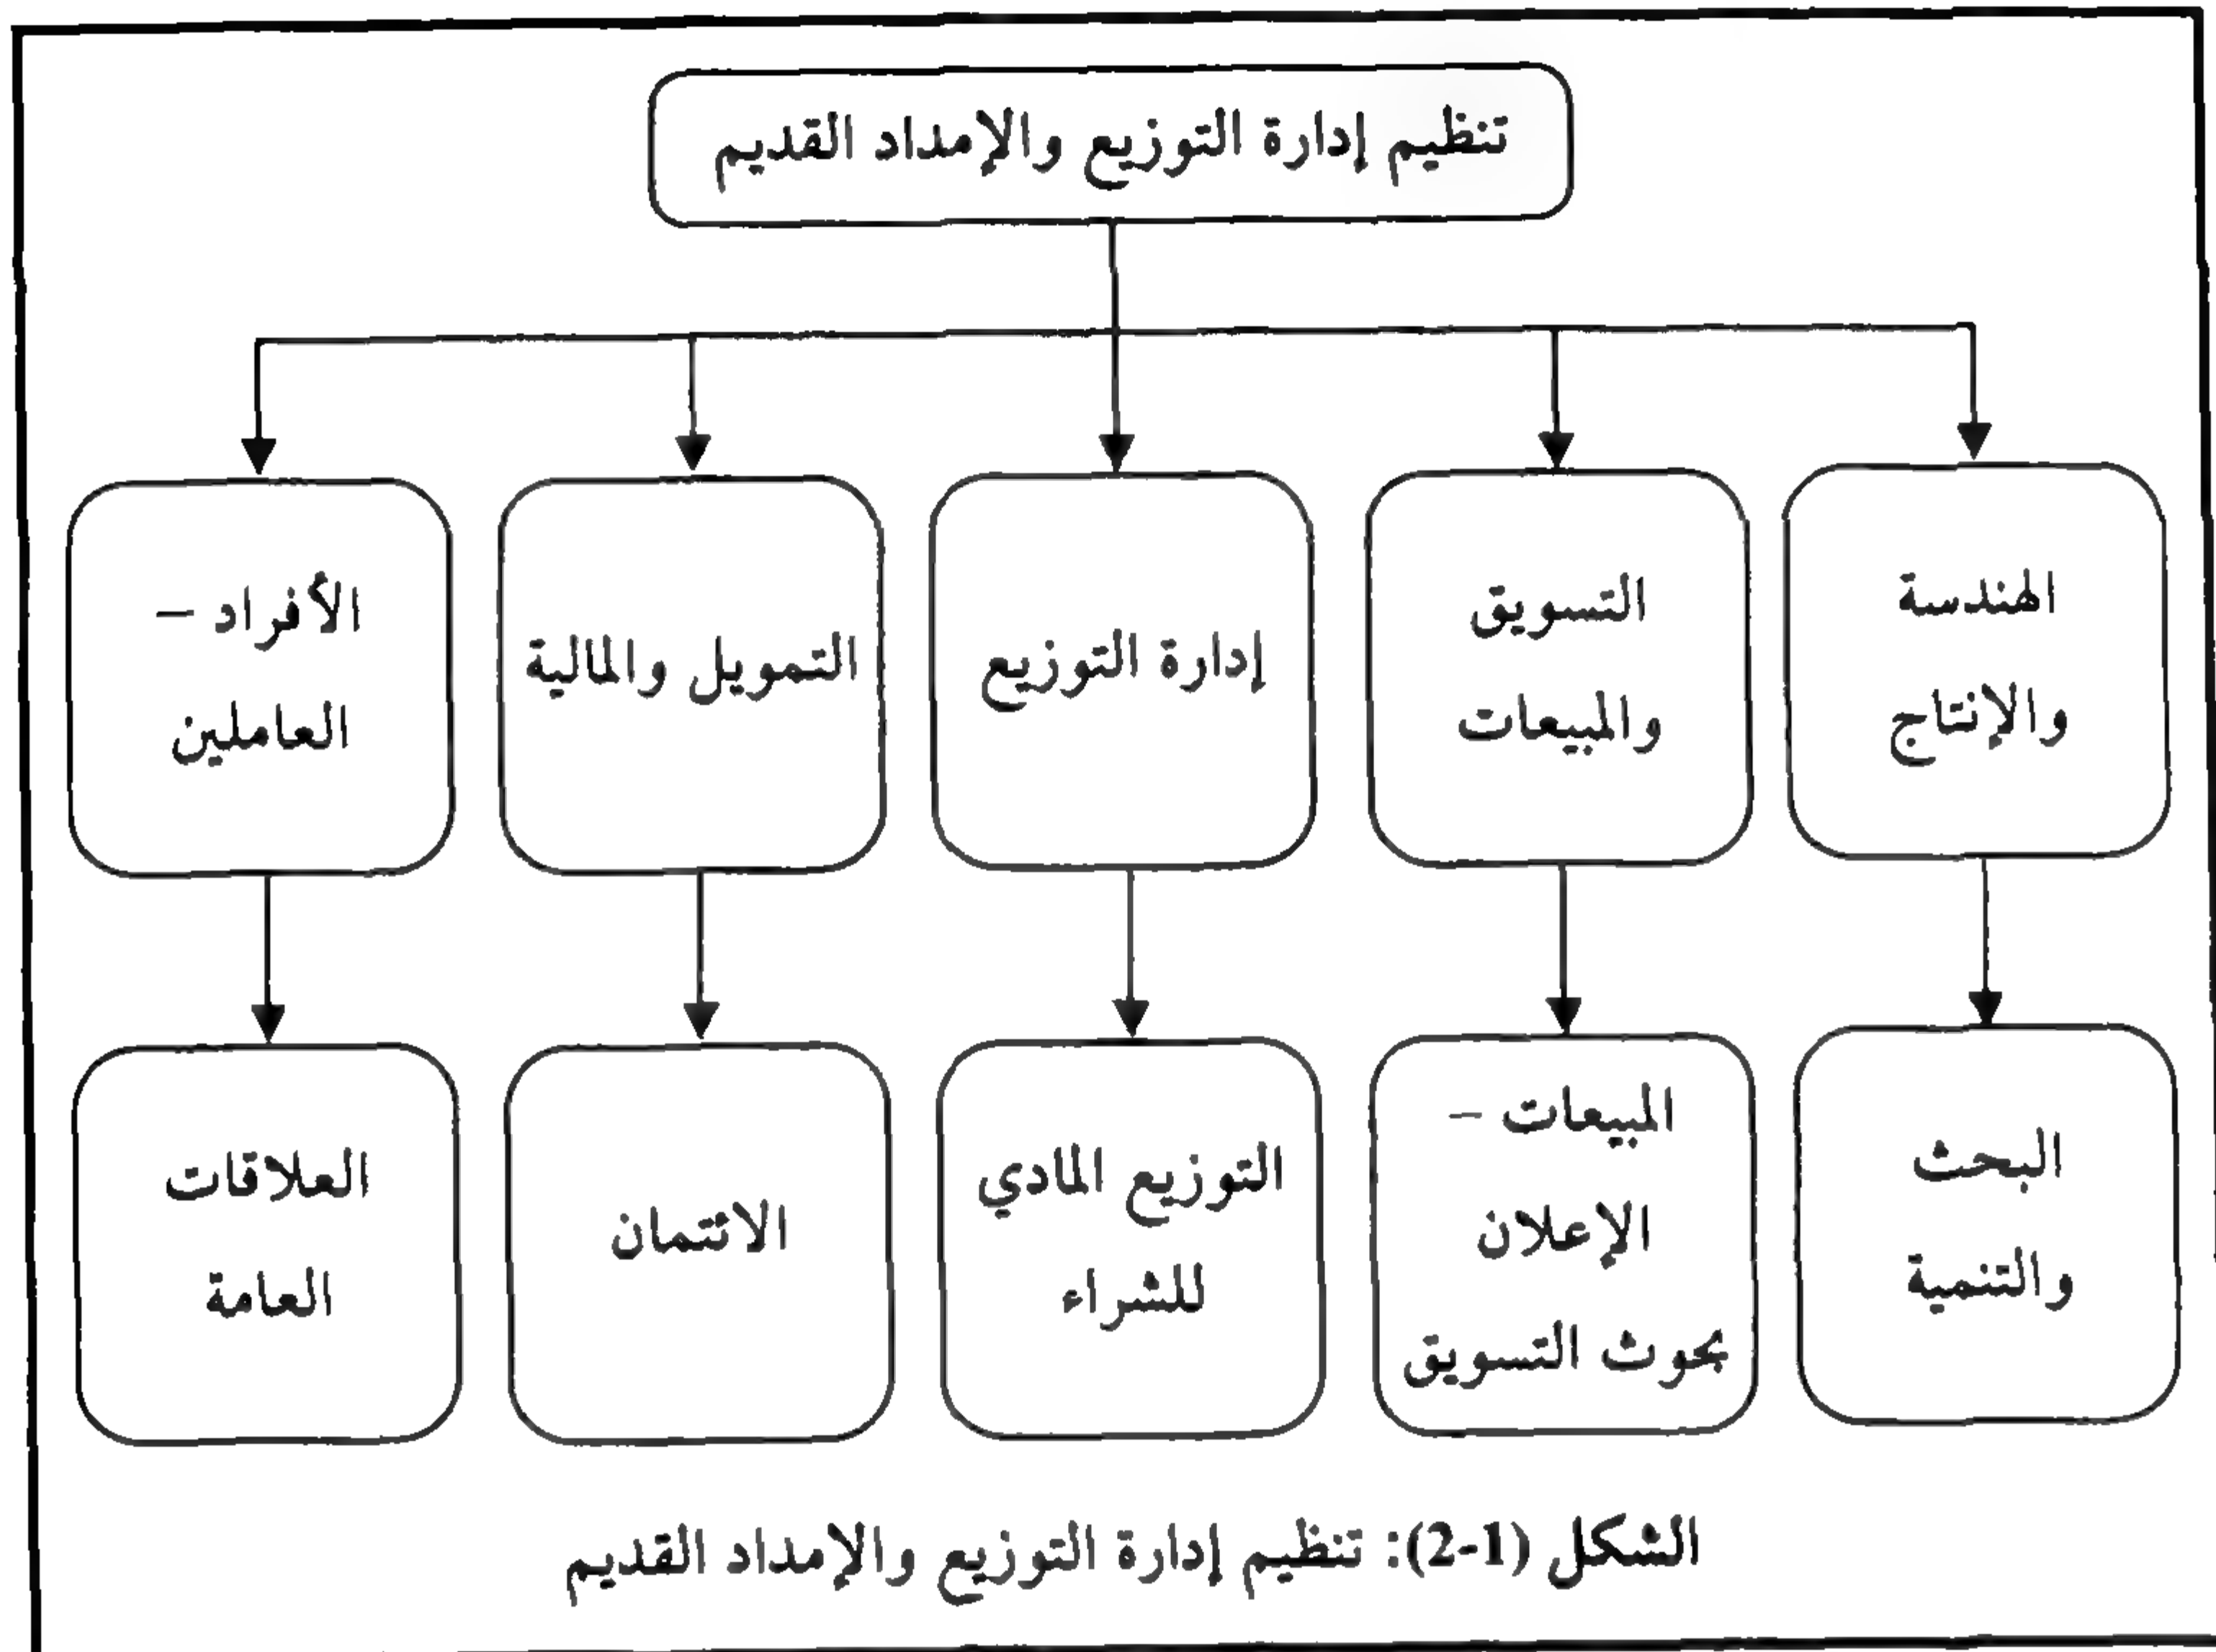 تنظيم إدارة التوزيع والإمداد القديم
الهندسة
والإنتاج
التسويق
والمبيعات
إدارة التوزيع
التمويل والمالية
الأفراد –
العاملين
البحث
والتنمية
المبيعات –
الإعلان
بحوث التسويق
التوزيع المادي
للشراء
الائتمان
العلاقات
العامة
الشكل (2-1): تنظيم إدارة التوزيع والإمداد القديم